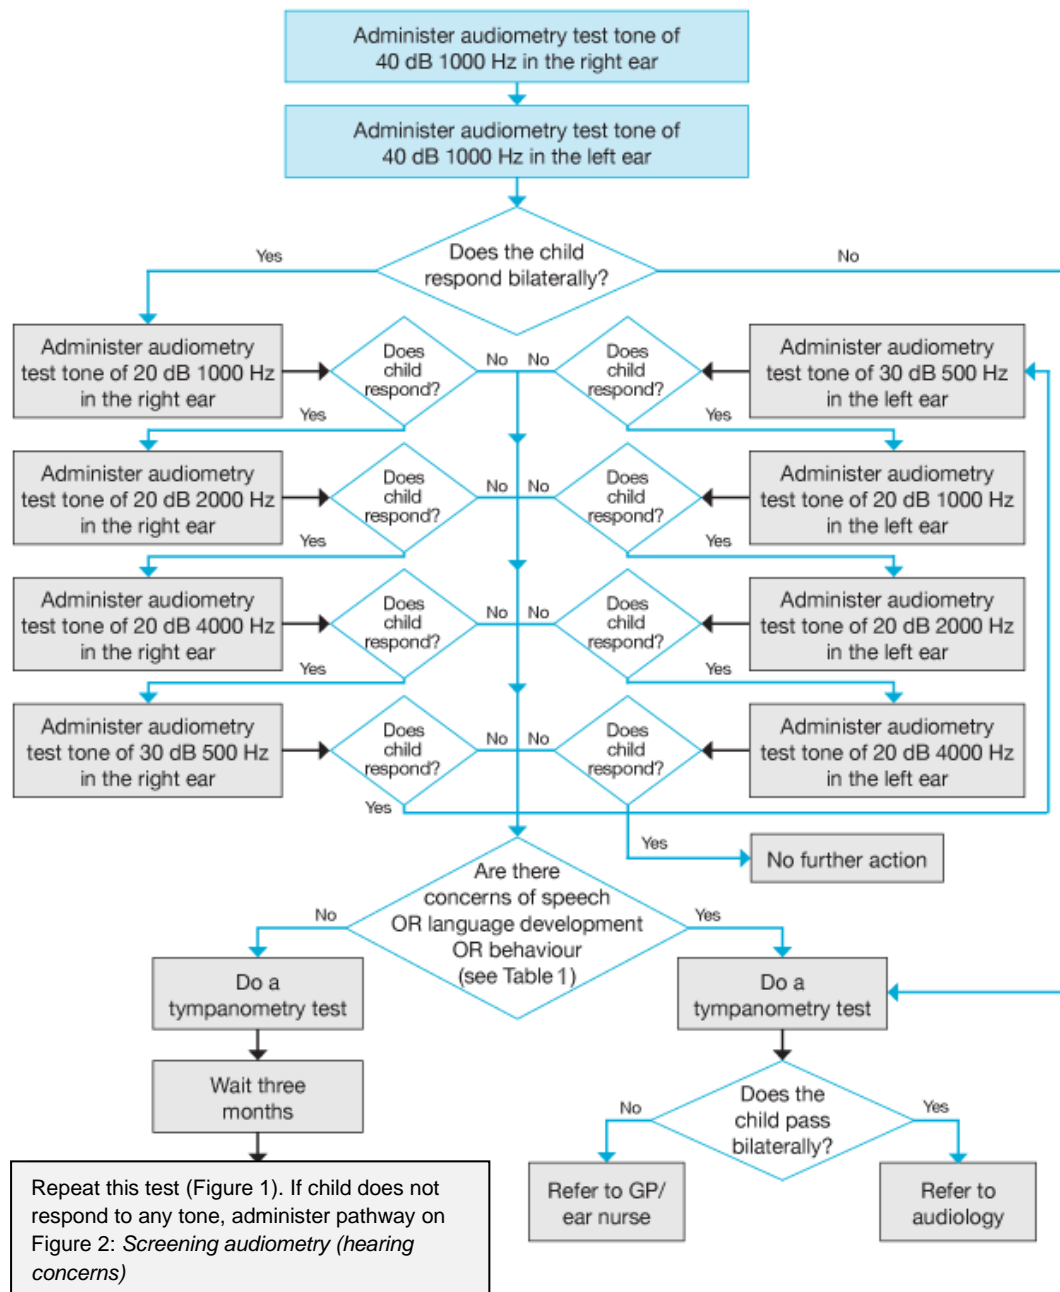 Administer audiometry test tone of
40 dB 1000 Hz in the right ear
Administer audiometry test tone of
40 dB 1000 Hz in the left ear
Does the child
respond bilaterally?
Yes
No
Administer audiometry
test tone of 20 dB 1000 Hz
in the right ear
Does
child
respond?
No
No
Does
child
respond?
Administer audiometry
test tone of 30 dB 500 Hz
in the left ear
Yes
Yes
Administer audiometry
test tone of 20 dB 2000 Hz
in the right ear
Does
child
respond?
No
No
Does
child
respond?
Administer audiometry
test tone of 20 dB 1000 Hz
in the left ear
Yes
Yes
Administer audiometry
test tone of 20 dB 4000 Hz
in the right ear
Does
child
respond?
No
No
Does
child
respond?
Administer audiometry
test tone of 20 dB 2000 Hz
in the left ear
Yes
Yes
Administer audiometry
test tone of 30 dB 500 Hz
in the right ear
Does
child
respond?
No
No
Does
child
respond?
Administer audiometry
test tone of 20 dB 4000 Hz
in the left ear
Yes
Yes
No further action
Are there
concerns of speech
OR language development
OR behaviour
(see Table 1)
No
Yes
Do a
tympanometry test
Do a
tympanometry test
Wait three
months
Does the
child pass
bilaterally?
No
Yes
Repeat this test (Figure 1). If child does not
respond to any tone, administer pathway on
Figure 2: Screening audiometry (hearing
concerns)
Refer to GP/
ear nurse
Refer to
audiology